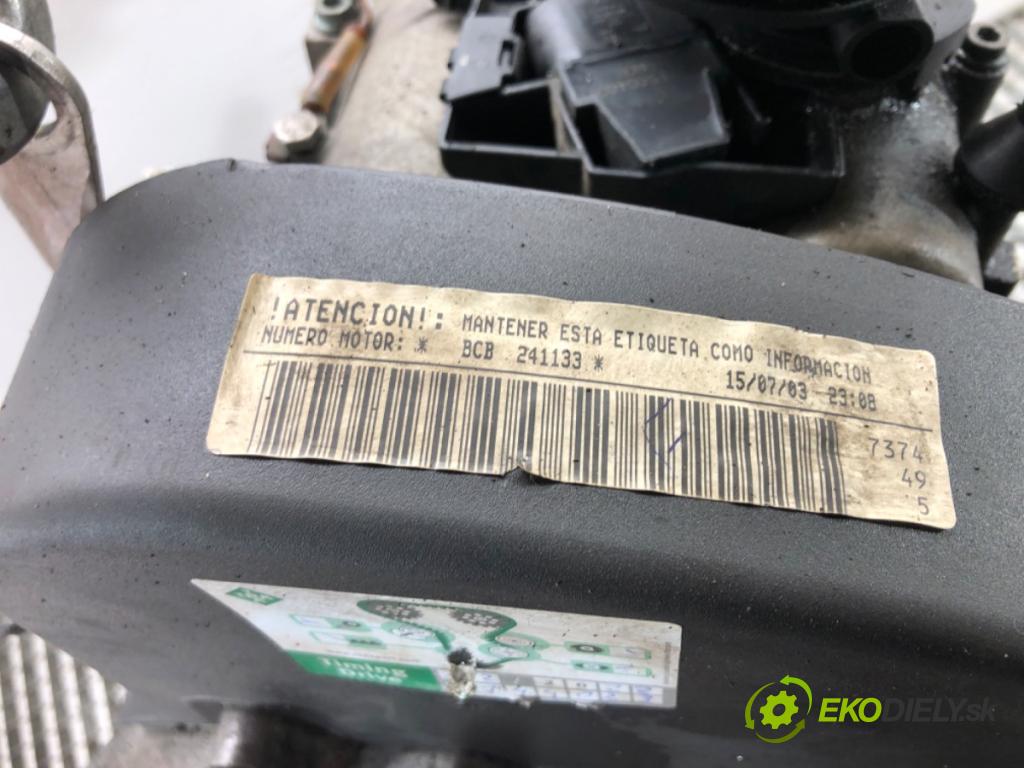 !ATENCION!: MANTENER ESTA ETIQUETA COMO INFORMACION
NUMERO MOTOR: * BCB 241133 * 15/07/03 23:08
7374
49
5
Timing
Drive
EKODIELY.sk